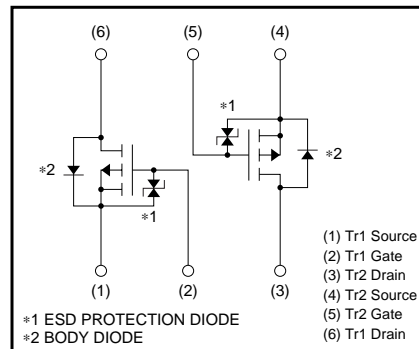 (6) (5) (4)
∗1
∗2 ∗2
∗1
(1) (2) (3)
(1) Tr1 Source
(2) Tr1 Gate
(3) Tr2 Drain
(4) Tr2 Source
(5) Tr2 Gate
(6) Tr1 Drain
∗1 ESD PROTECTION DIODE
∗2 BODY DIODE